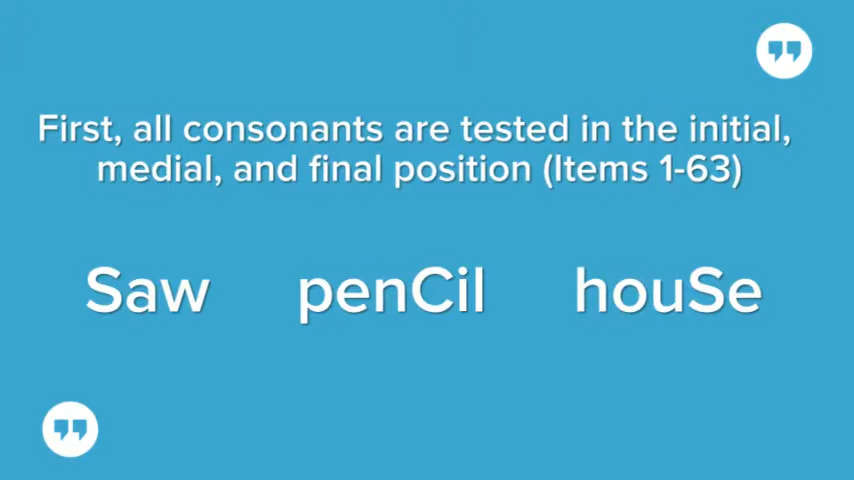 First, all consonants are tested in the initial,
medial, and final position (Items 1-63)
Saw penCil houSe